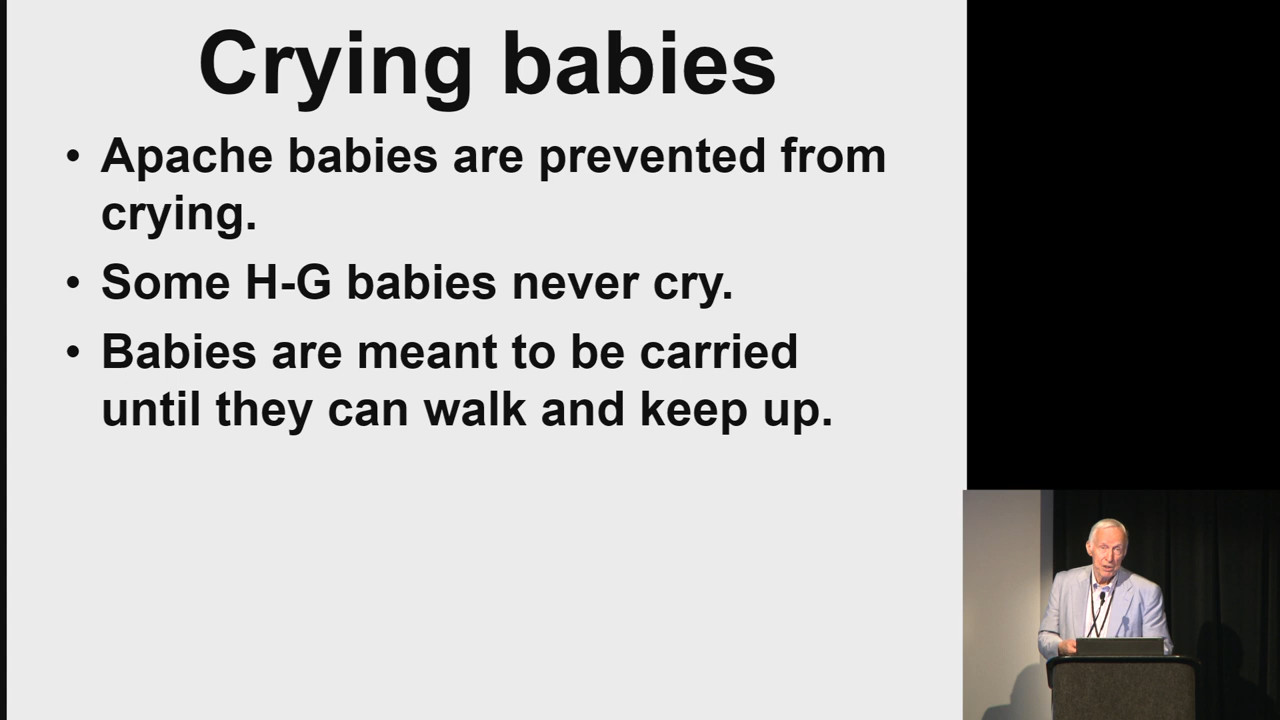 Crying babies
• Apache babies are prevented from
crying.
• Some H-G babies never cry.
• Babies are meant to be carried
until they can walk and keep up.